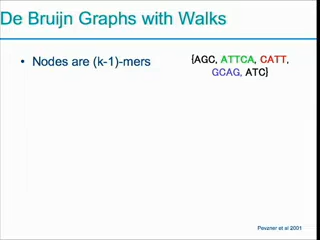 De Bruijn Graphs with Walks
• Nodes are (k-1)-mers
{AGC, ATTCA, CATT,
GCAG, ATC}
Pevzner et al 2001